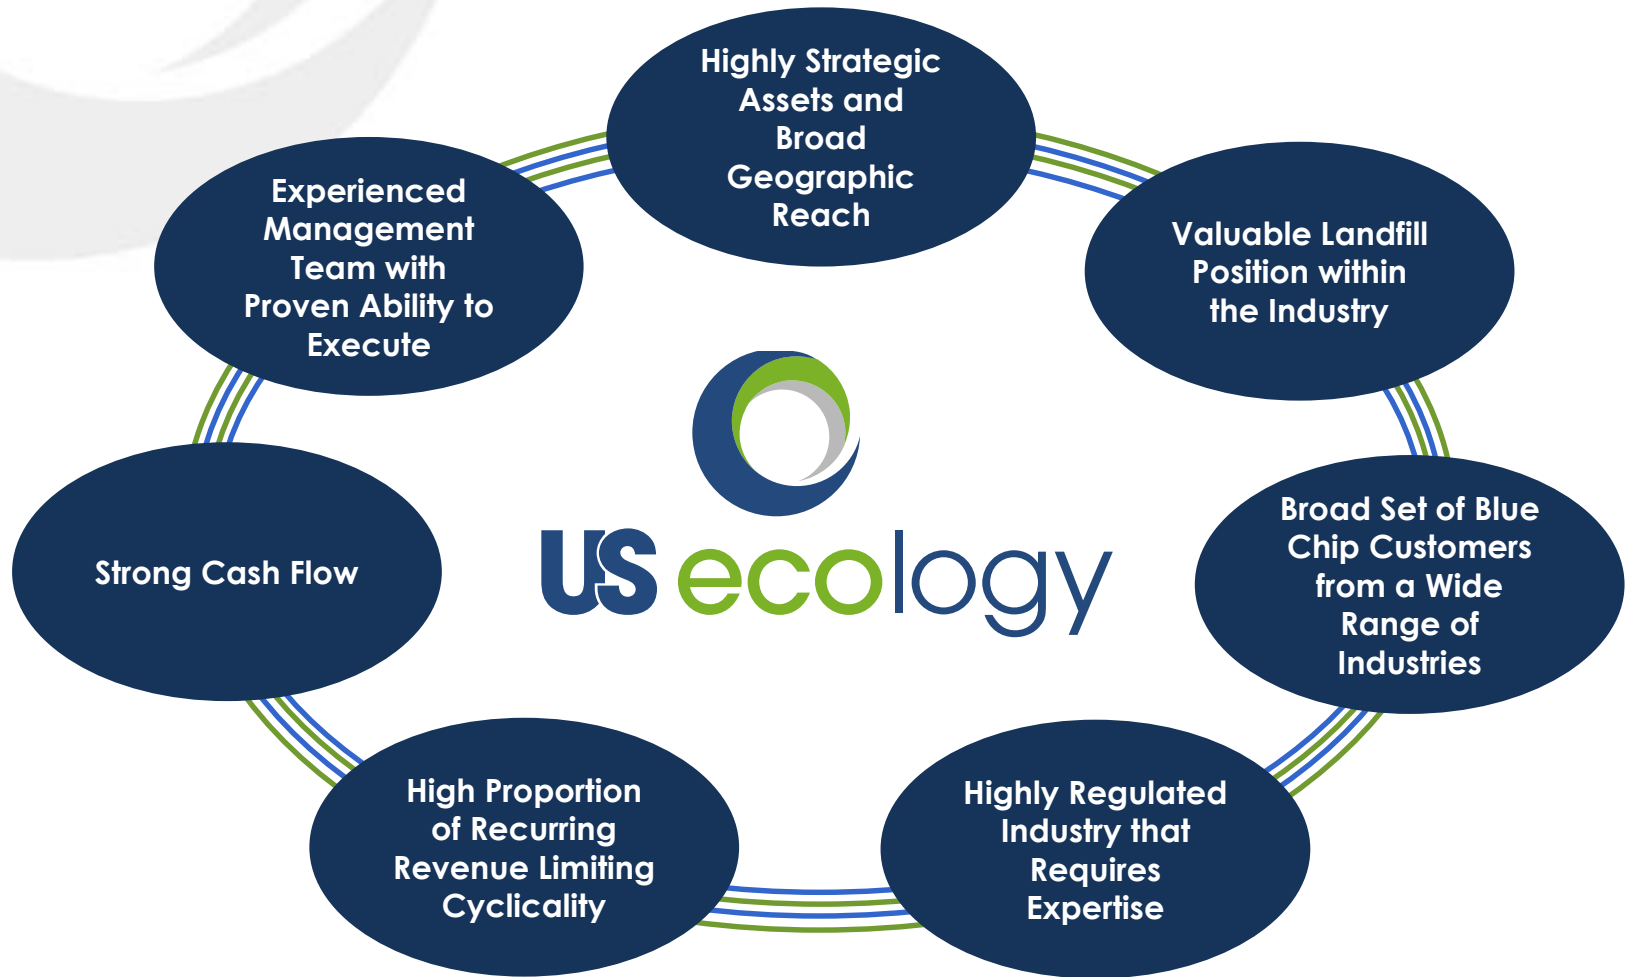 Highly Strategic
Assets and
Broad
Geographic
Reach
Valuable Landfill
Position within
the Industry
Broad Set of Blue
Chip Customers
from a Wide
Range of
Industries
Highly Regulated
Industry that
Requires
Expertise
High Proportion
of Recurring
Revenue Limiting
Cyclicality
Strong Cash Flow
Experienced
Management
Team with
Proven Ability to
Execute
US ecology